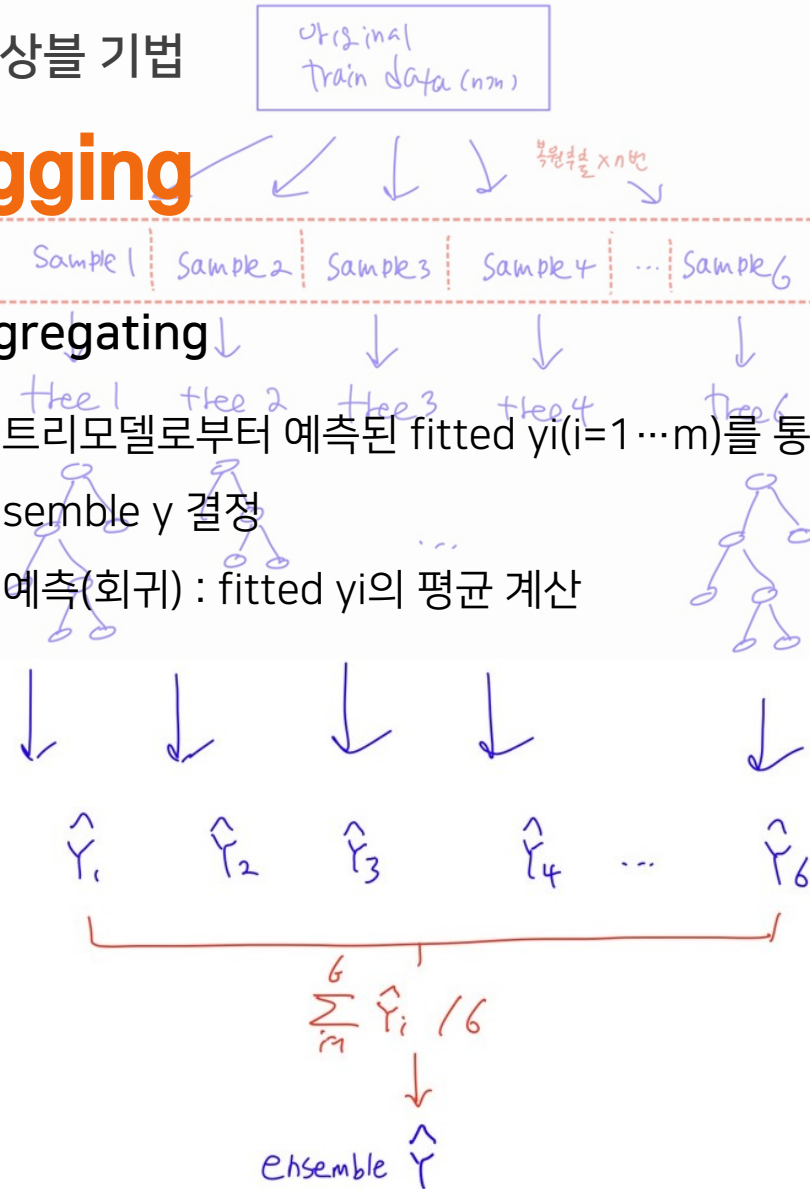 상블 기법
original
train data (n개)
gging
복원추출 x n번
Sample 1 Sample 2 Sample 3 Sample 4 ... Sample 6
gregating
tree 1 tree 2 tree 3 tree 4 tree 6
트리모델로부터 예측된 fitted yi(i=1…m)를 통
semble y 결정
...
예측(회귀) : fitted yi의 평균 계산
Ŷ1 Ŷ2 Ŷ3 Ŷ4 ... Ŷ6
6
∑ Ŷi / 6
i=1
ensemble Ŷ